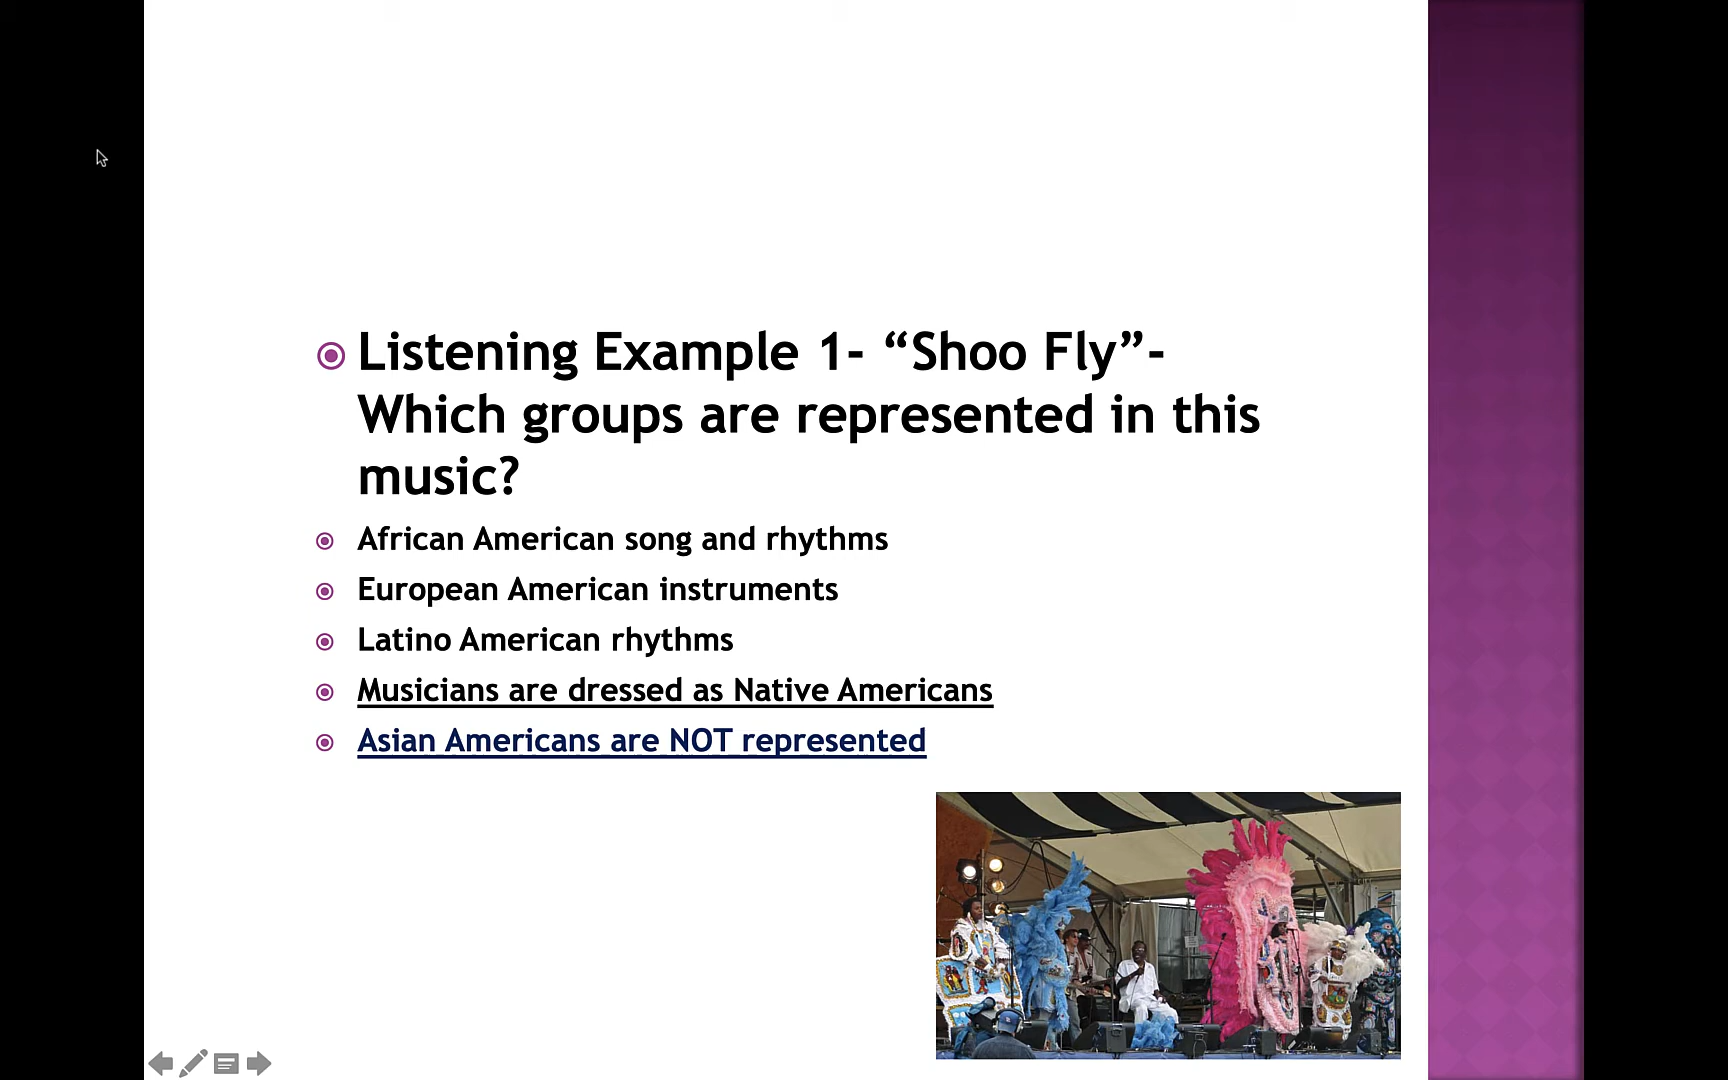 Listening Example 1- “Shoo Fly”-
Which groups are represented in this
music?
African American song and rhythms
European American instruments
Latino American rhythms
Musicians are dressed as Native Americans
Asian Americans are NOT represented